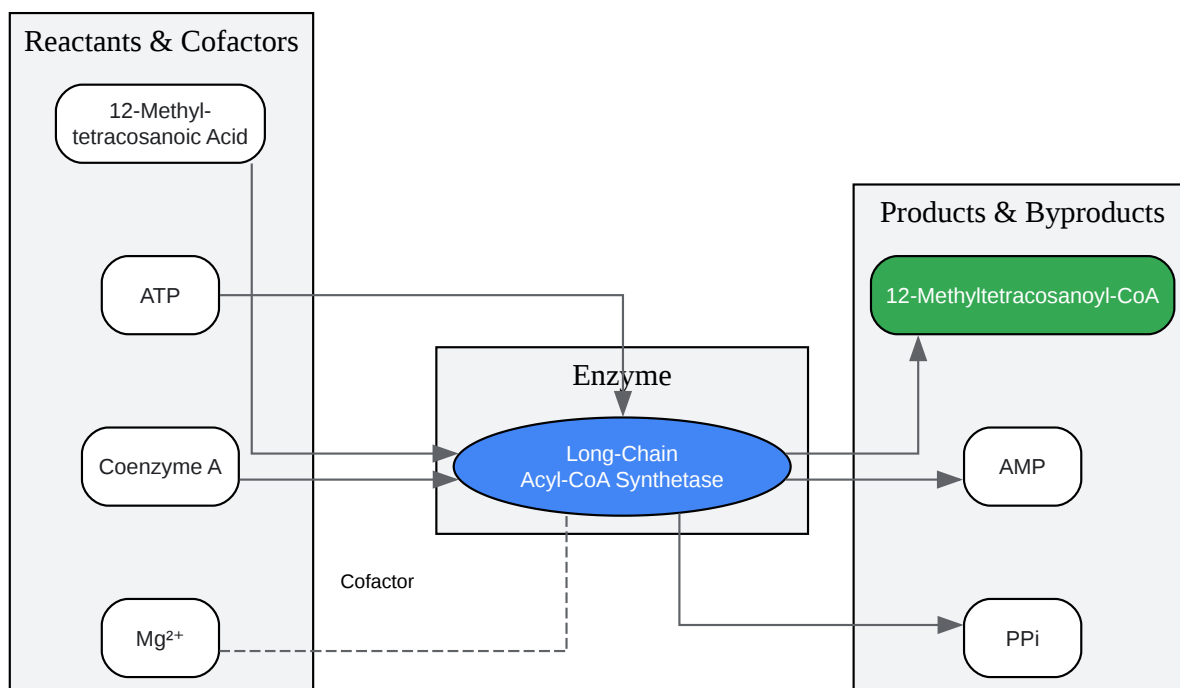 Reactants & Cofactors
12-Methyl-
tetracosanoic Acid
ATP
Coenzyme A
Mg²⁺
Cofactor
Enzyme
Long-Chain
Acyl-CoA Synthetase
Products & Byproducts
12-Methyltetracosanoyl-CoA
AMP
PPi